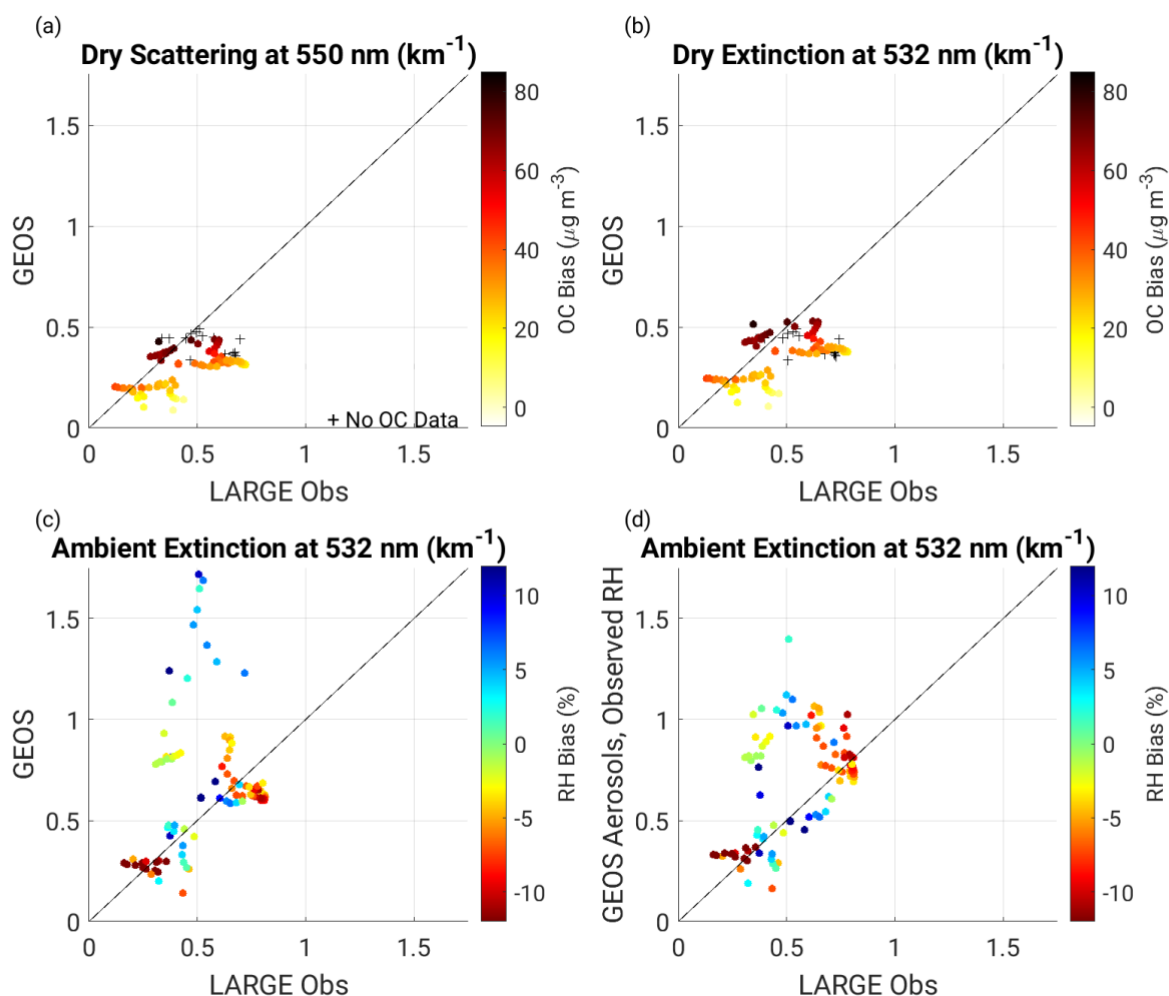 (a)
Dry Scattering at 550 nm (km⁻¹)
GEOS
1.5
1
0.5
0
0
0.5
1
1.5
LARGE Obs
+ No OC Data
80
60
40
20
0
OC Bias (μg m⁻³)
(b)
Dry Extinction at 532 nm (km⁻¹)
GEOS
1.5
1
0.5
0
0
0.5
1
1.5
LARGE Obs
80
60
40
20
0
OC Bias (μg m⁻³)
(c)
Ambient Extinction at 532 nm (km⁻¹)
GEOS
1.5
1
0.5
0
0
0.5
1
1.5
LARGE Obs
10
5
0
-5
-10
RH Bias (%)
(d)
Ambient Extinction at 532 nm (km⁻¹)
GEOS Aerosols, Observed RH
1.5
1
0.5
0
0
0.5
1
1.5
LARGE Obs
10
5
0
-5
-10
RH Bias (%)